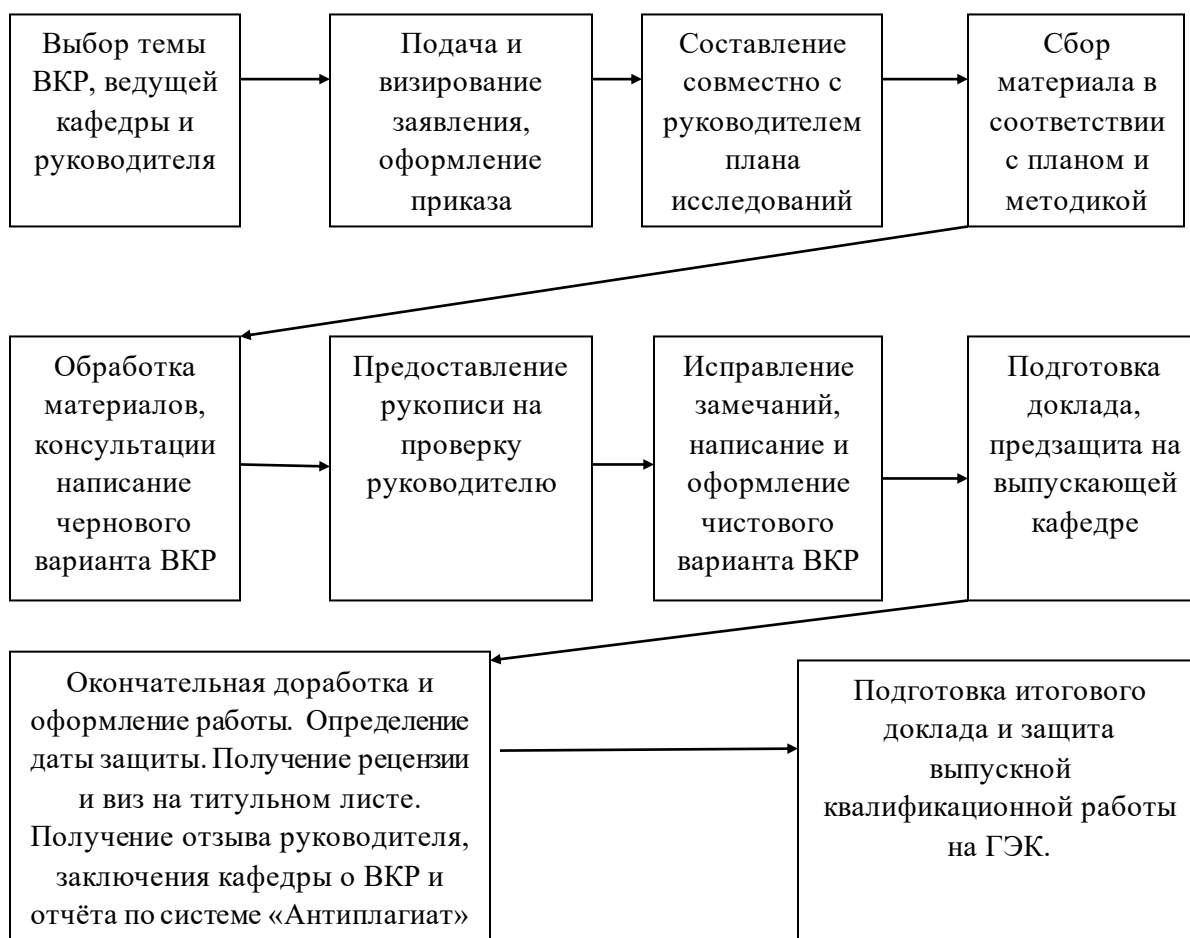 Выбор темы
ВКР, ведущей
кафедры и
руководителя
Подача и
визирование
заявления,
оформление
приказа
Составление
совместно с
руководителем
плана
исследований
Сбор
материала в
соответствии
с планом и
методикой
Обработка
материалов,
консультации
написание
чернового
варианта ВКР
Предоставление
рукописи на
проверку
руководителю
Исправление
замечаний,
написание и
оформление
чистового
варианта ВКР
Подготовка
доклада,
предзащита на
выпускающей
кафедре
Окончательная доработка и
оформление работы. Определение
даты защиты. Получение рецензии
и виз на титульном листе.
Получение отзыва руководителя,
заключения кафедры о ВКР и
отчёта по системе «Антиплагиат»
Подготовка итогового
доклада и защита
выпускной
квалификационной работы
на ГЭК.